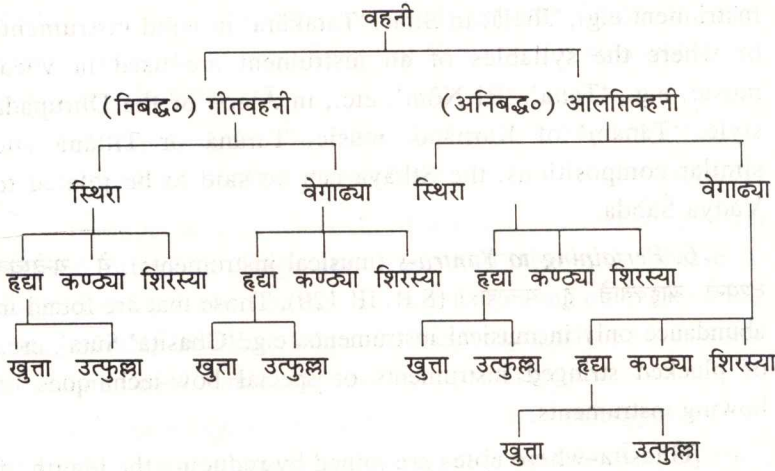 वहनी
(निबद्ध०) गीतवहनी (अनिबद्ध०) आलप्तिवहनी
स्थिरा वेगाढ्या स्थिरा वेगाढ्या
हृद्या कण्ठ्या शिरस्या हृद्या कण्ठ्या शिरस्या हृद्या कण्ठ्या शिरस्या
खुत्ता उत्फुल्ला खुत्ता उत्फुल्ला खुत्ता उत्फुल्ला हृद्या कण्ठ्या शिरस्या
खुत्ता उत्फुल्ला